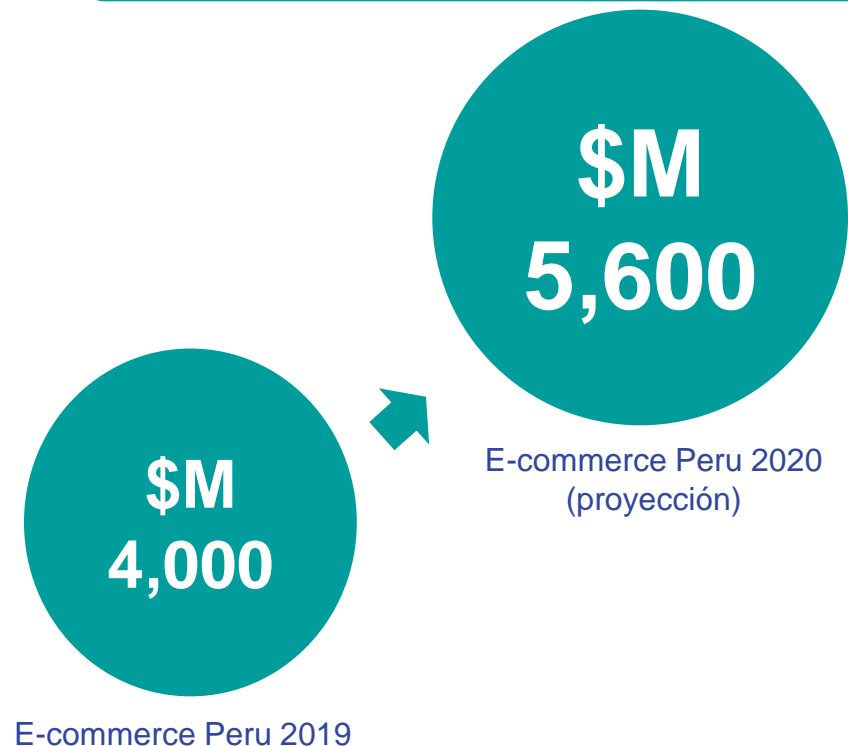 $M
5,600
E-commerce Peru 2020
(proyección)
$M
4,000
E-commerce Peru 2019